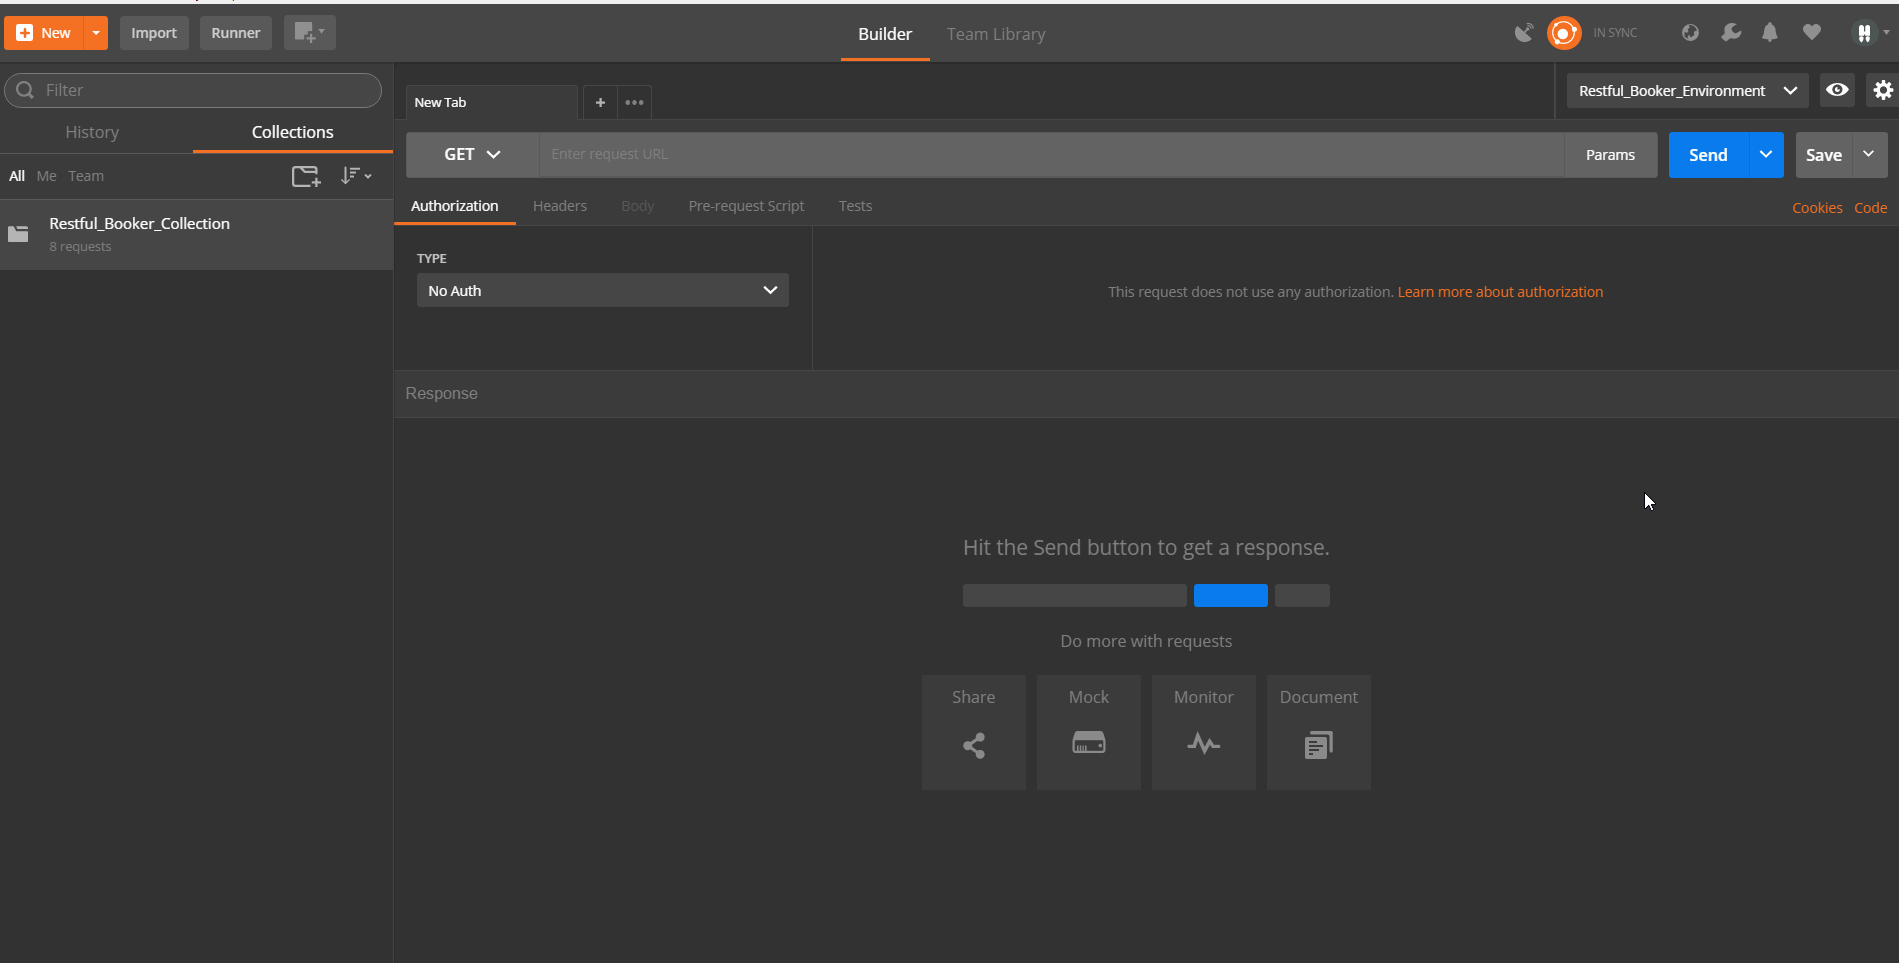 New
Import
Runner
Builder
Team Library
IN SYNC
Filter
History
Collections
All Me Team
Restful_Booker_Collection
8 requests
New Tab
Restful_Booker_Environment
GET
Enter request URL
Params
Send
Save
Authorization
Headers
Body
Pre-request Script
Tests
Cookies
Code
TYPE
No Auth
This request does not use any authorization. Learn more about authorization
Response
Hit the Send button to get a response.
Do more with requests
Share
Mock
Monitor
Document